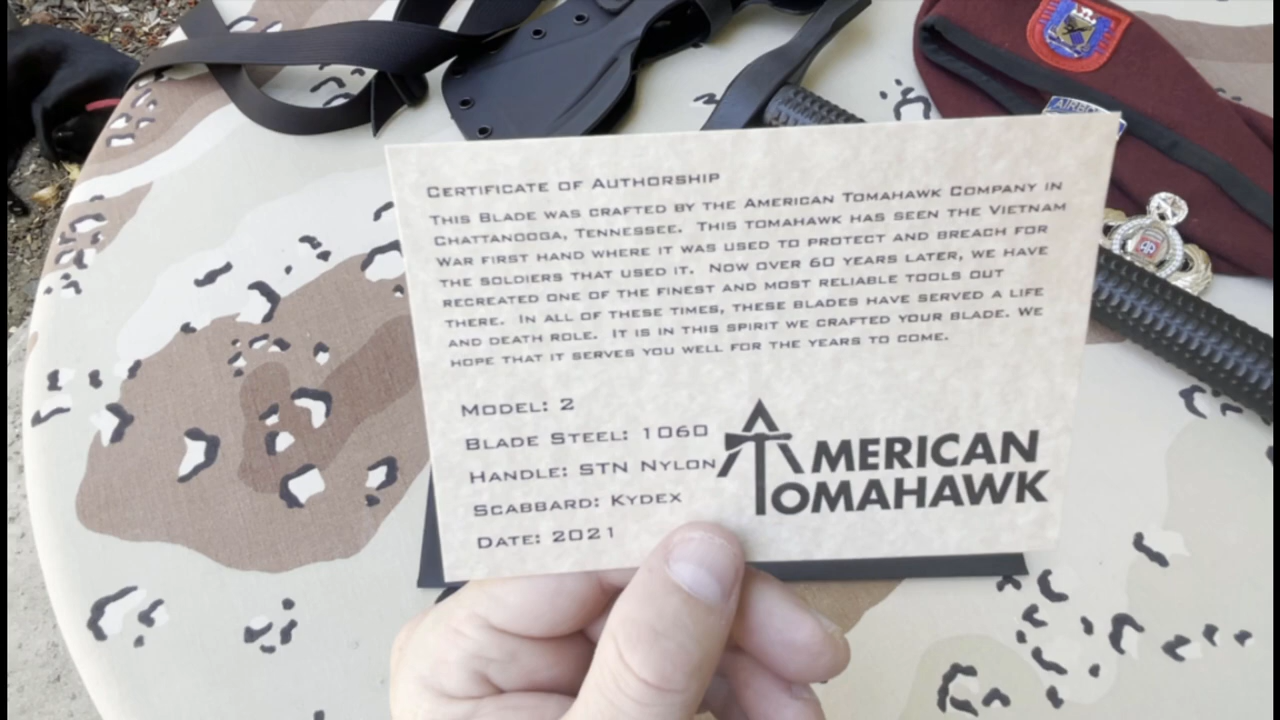 AIRBO
CERTIFICATE OF AUTHORSHIP
THIS BLADE WAS CRAFTED BY THE AMERICAN TOMAHAWK COMPANY IN
CHATTANOOGA, TENNESSEE. THIS TOMAHAWK HAS SEEN THE VIETNAM
WAR FIRST HAND WHERE IT WAS USED TO PROTECT AND BREACH FOR
THE SOLDIERS THAT USED IT. NOW OVER 60 YEARS LATER, WE HAVE
RECREATED ONE OF THE FINEST AND MOST RELIABLE TOOLS OUT
THERE. IN ALL OF THESE TIMES, THESE BLADES HAVE SERVED A LIFE
AND DEATH ROLE. IT IS IN THIS SPIRIT WE CRAFTED YOUR BLADE. WE
HOPE THAT IT SERVES YOU WELL FOR THE YEARS TO COME.
MODEL: 2
BLADE STEEL: 1060
HANDLE: STN NYLON
SCABBARD: KYDEX
DATE: 2021
AMERICAN
TOMAHAWK